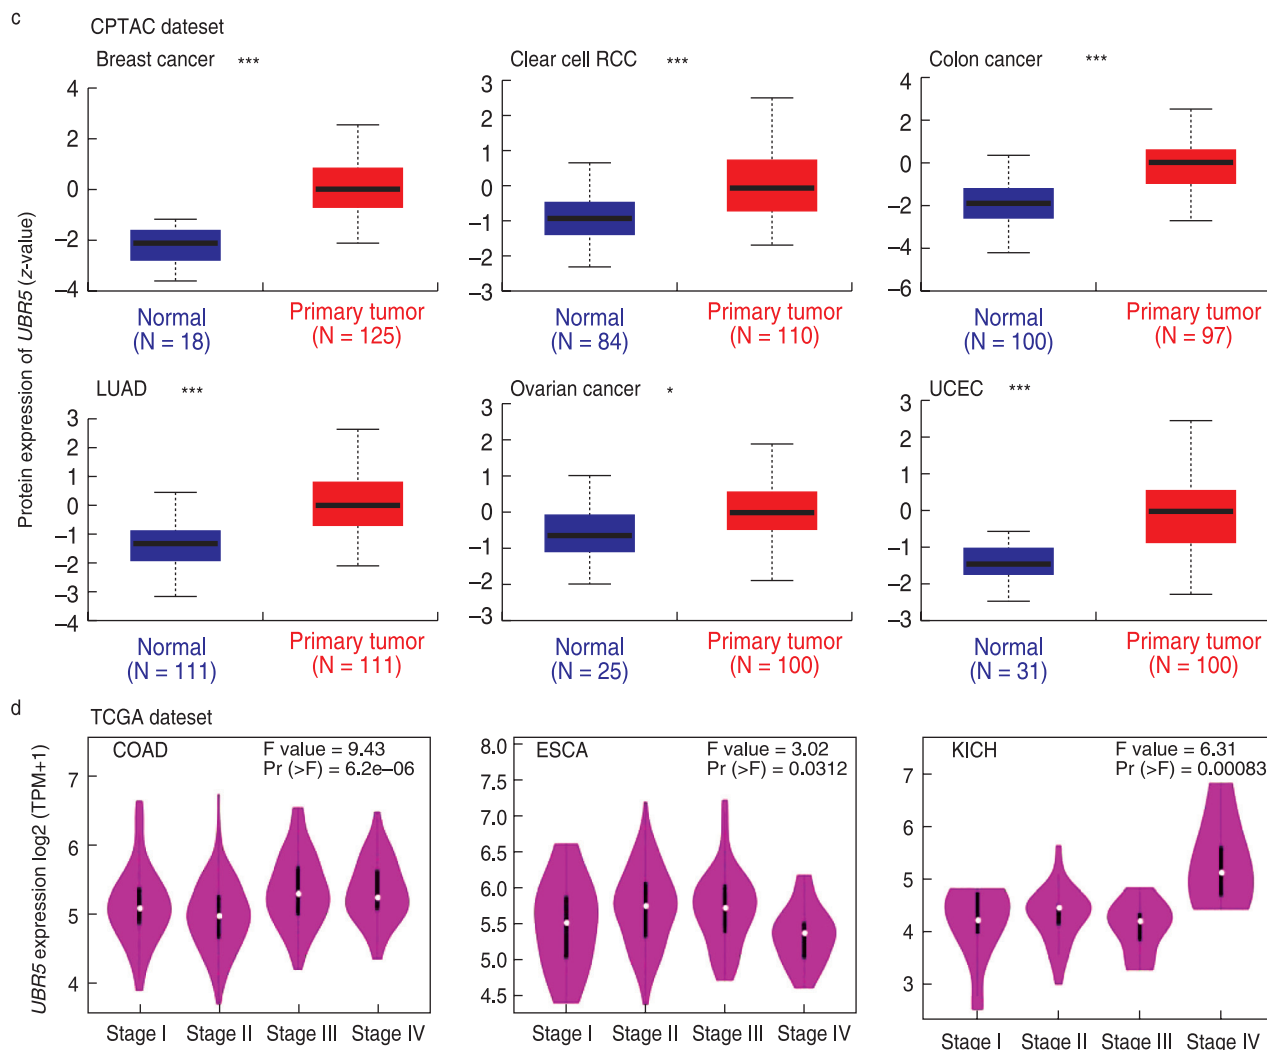 c
CPTAC dateset
Breast cancer ***
Clear cell RCC ***
Colon cancer ***
Protein expression of UBR5 (z-value)
4
2
0
–2
–4
Normal
(N = 18)
Primary tumor
(N = 125)
3
2
1
0
–1
–2
–3
Normal
(N = 84)
Primary tumor
(N = 110)
4
2
0
–2
–4
–6
Normal
(N = 100)
Primary tumor
(N = 97)
LUAD ***
Ovarian cancer *
UCEC ***
3
2
1
0
–1
–2
–3
–4
Normal
(N = 111)
Primary tumor
(N = 111)
3
2
1
0
–1
–2
–3
Normal
(N = 25)
Primary tumor
(N = 100)
3
2
1
0
–1
–2
–3
Normal
(N = 31)
Primary tumor
(N = 100)
d
TCGA dateset
UBR5 expression log2 (TPM+1)
COAD
F value = 9.43
Pr (>F) = 6.2e–06
7
6
5
4
Stage I Stage II Stage III Stage IV
ESCA
F value = 3.02
Pr (>F) = 0.0312
8.0
7.5
7.0
6.5
6.0
5.5
5.0
4.5
Stage I Stage II Stage III Stage IV
KICH
F value = 6.31
Pr (>F) = 0.00083
7
6
5
4
3
Stage I Stage II Stage III Stage IV